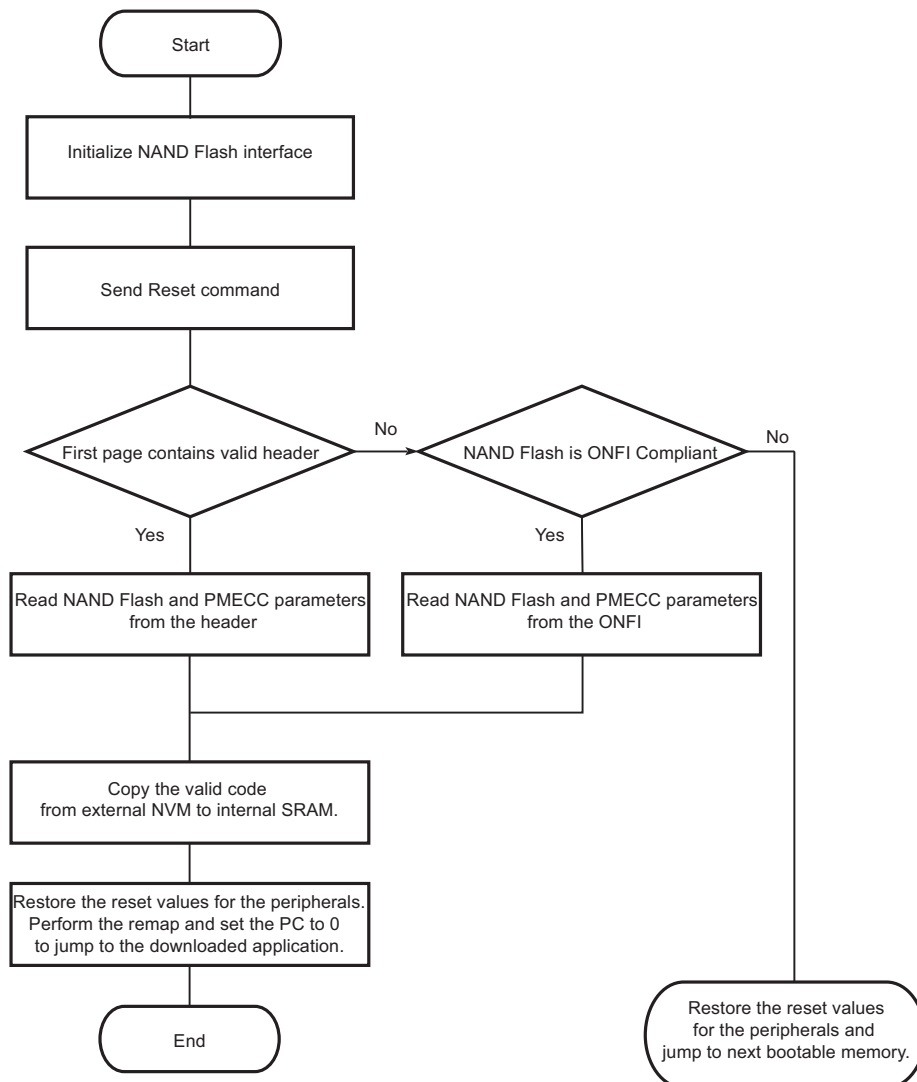 Start
Initialize NAND Flash interface
Send Reset command
First page contains valid header
No
NAND Flash is ONFI Compliant
No
Yes
Yes
Read NAND Flash and PMECC parameters
from the header
Read NAND Flash and PMECC parameters
from the ONFI
Copy the valid code
from external NVM to internal SRAM.
Restore the reset values for the peripherals.
Perform the remap and set the PC to 0
to jump to the downloaded application.
End
Restore the reset values
for the peripherals and
jump to next bootable memory.